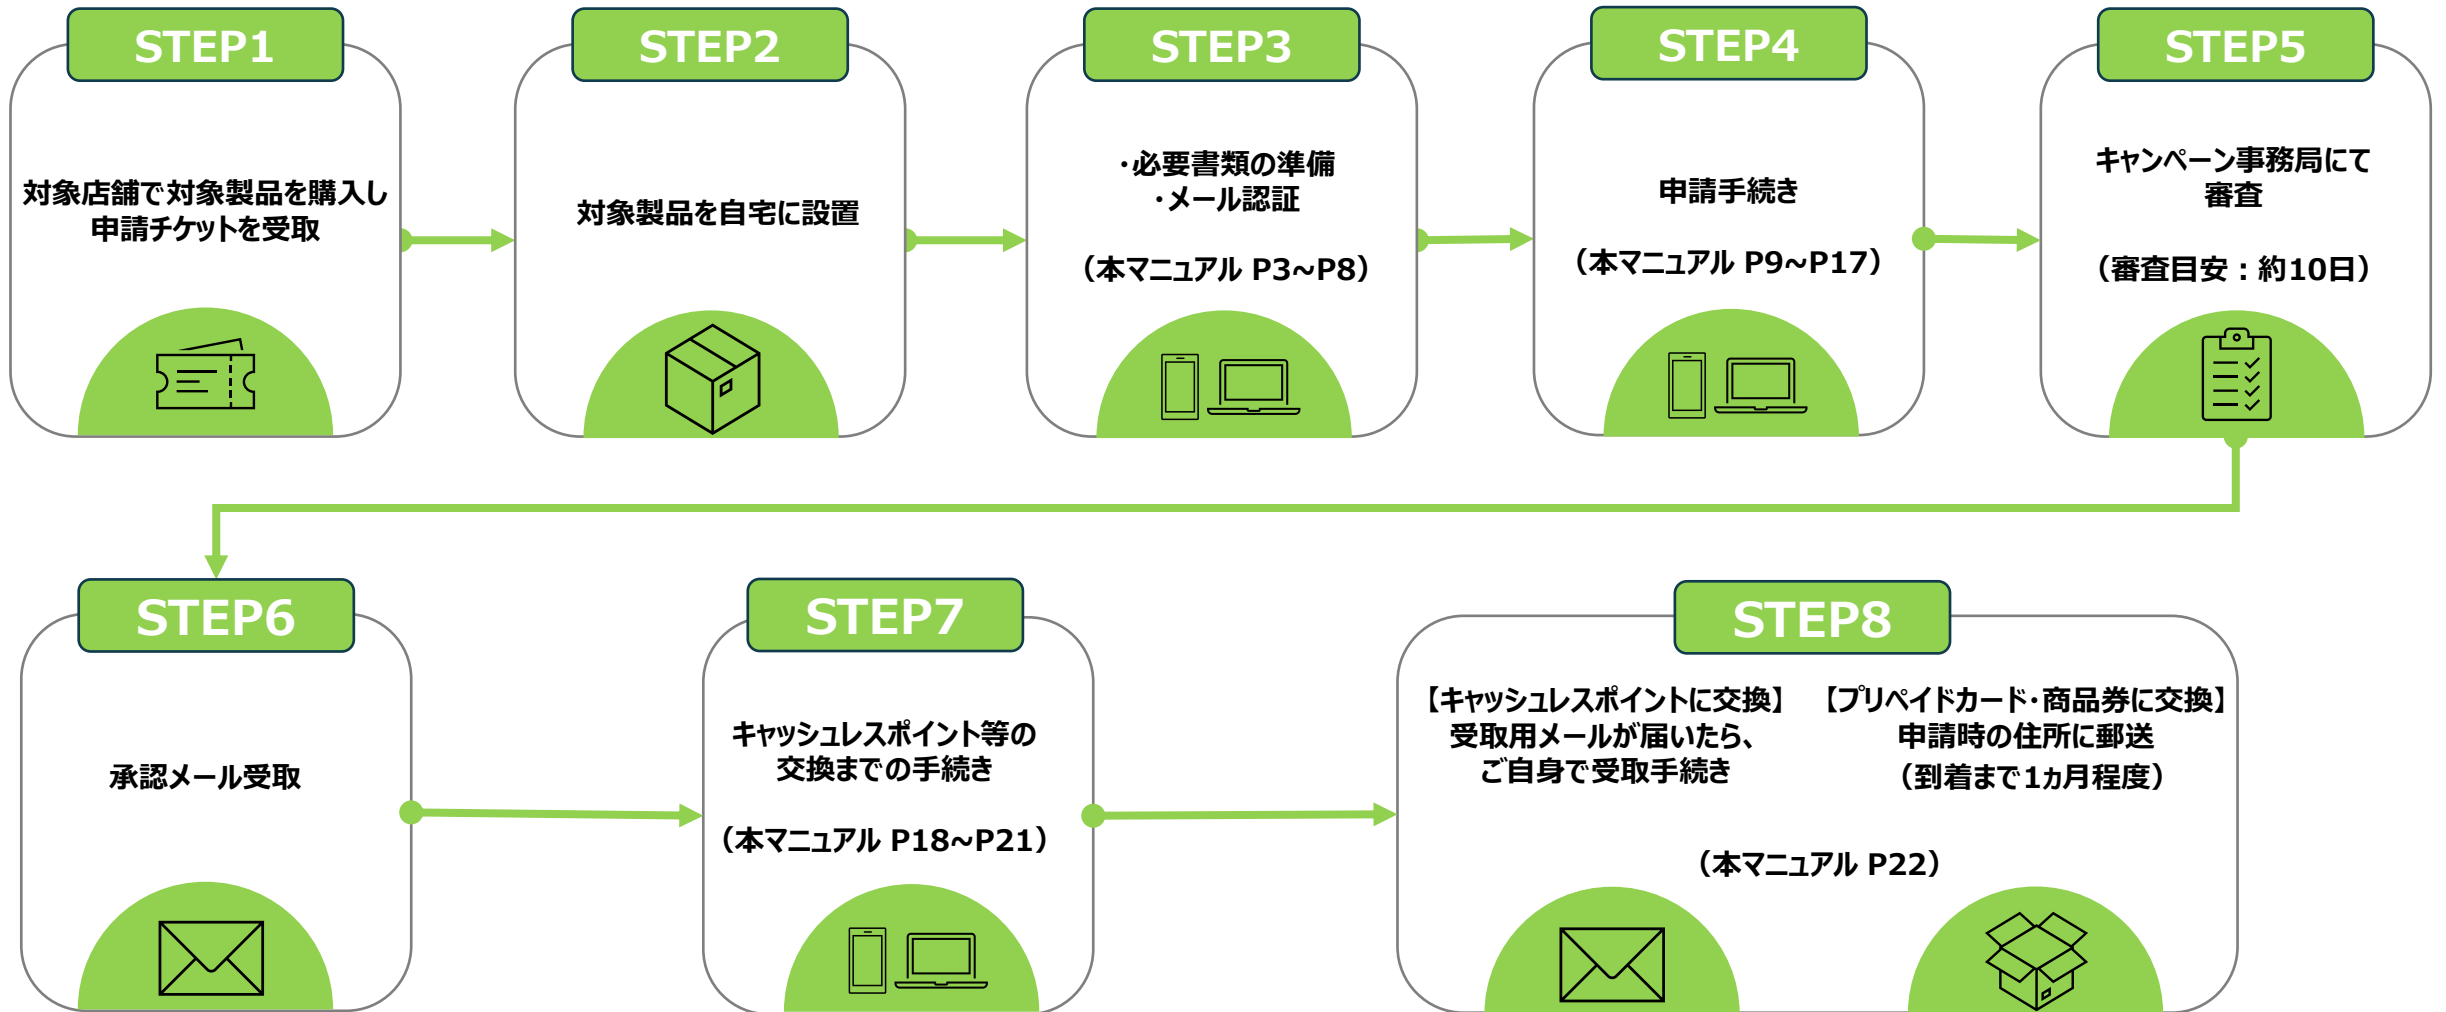 STEP1
対象店舗で対象製品を購入し
申請チケットを受取
STEP2
対象製品を自宅に設置
STEP3
・必要書類の準備
・メール認証
（本マニュアル P3~P8）
STEP4
申請手続き
（本マニュアル P9~P17）
STEP5
キャンペーン事務局にて
審査
（審査目安：約10日）
STEP6
承認メール受取
STEP7
キャッシュレスポイント等の
交換までの手続き
（本マニュアル P18~P21）
STEP8
【キャッシュレスポイントに交換】
受取用メールが届いたら、
ご自身で受取手続き
【プリペイドカード・商品券に交換】
申請時の住所に郵送
（到着まで1ヵ月程度）
（本マニュアル P22）